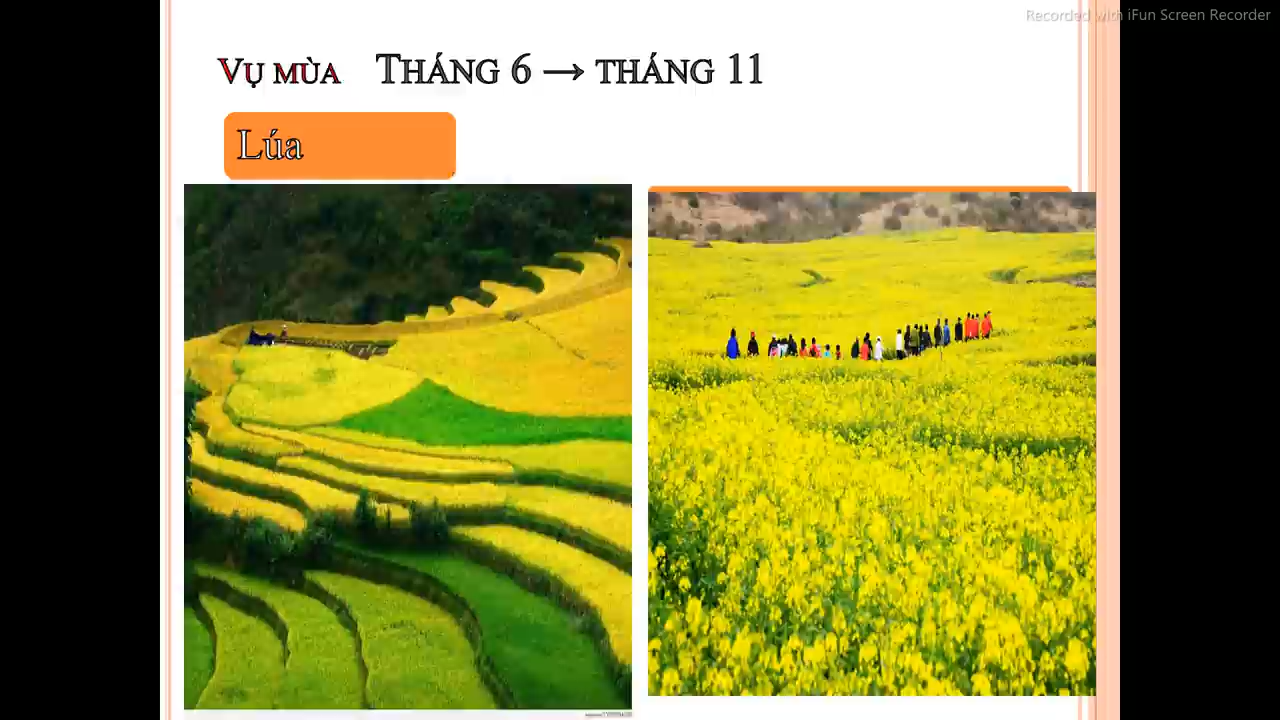 Recorded with iFun Screen Recorder
VỤ MÙA THÁNG 6 → THÁNG 11
Lúa